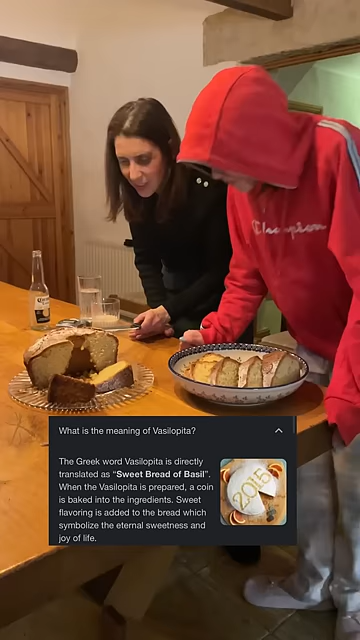 Champion
What is the meaning of Vasilopita?
The Greek word Vasilopita is directly
translated as "Sweet Bread of Basil".
When the Vasilopita is prepared, a coin
is baked into the ingredients. Sweet
flavoring is added to the bread which
symbolize the eternal sweetness and
joy of life.
2015